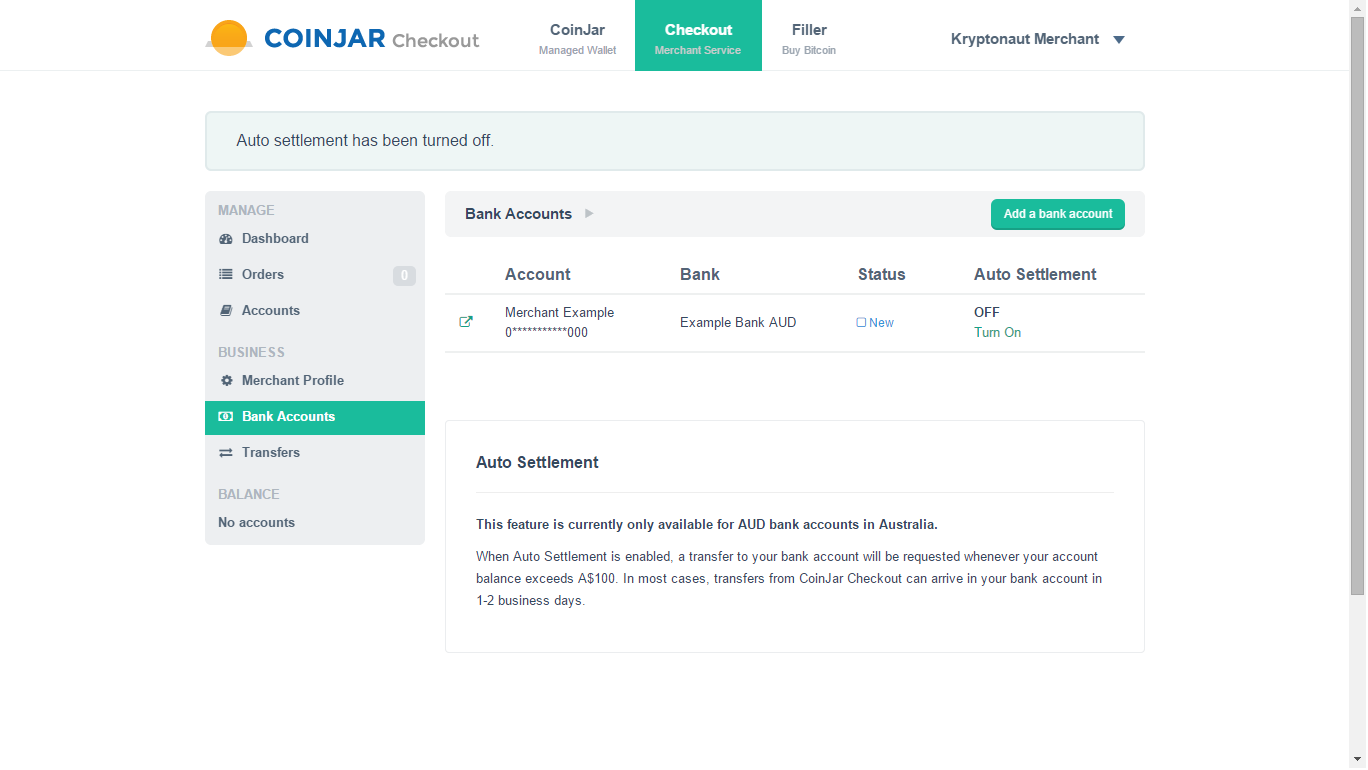 COINJAR Checkout
CoinJar
Managed Wallet
Checkout
Merchant Service
Filler
Buy Bitcoin
Kryptonaut Merchant
Auto settlement has been turned off.
MANAGE
Dashboard
Orders 0
Accounts
BUSINESS
Merchant Profile
Bank Accounts
Transfers
BALANCE
No accounts
Bank Accounts
Add a bank account
Account Bank Status Auto Settlement
Merchant Example
0***********000
Example Bank AUD
New
OFF
Turn On
Auto Settlement
This feature is currently only available for AUD bank accounts in Australia.
When Auto Settlement is enabled, a transfer to your bank account will be requested whenever your account
balance exceeds A$100. In most cases, transfers from CoinJar Checkout can arrive in your bank account in
1-2 business days.